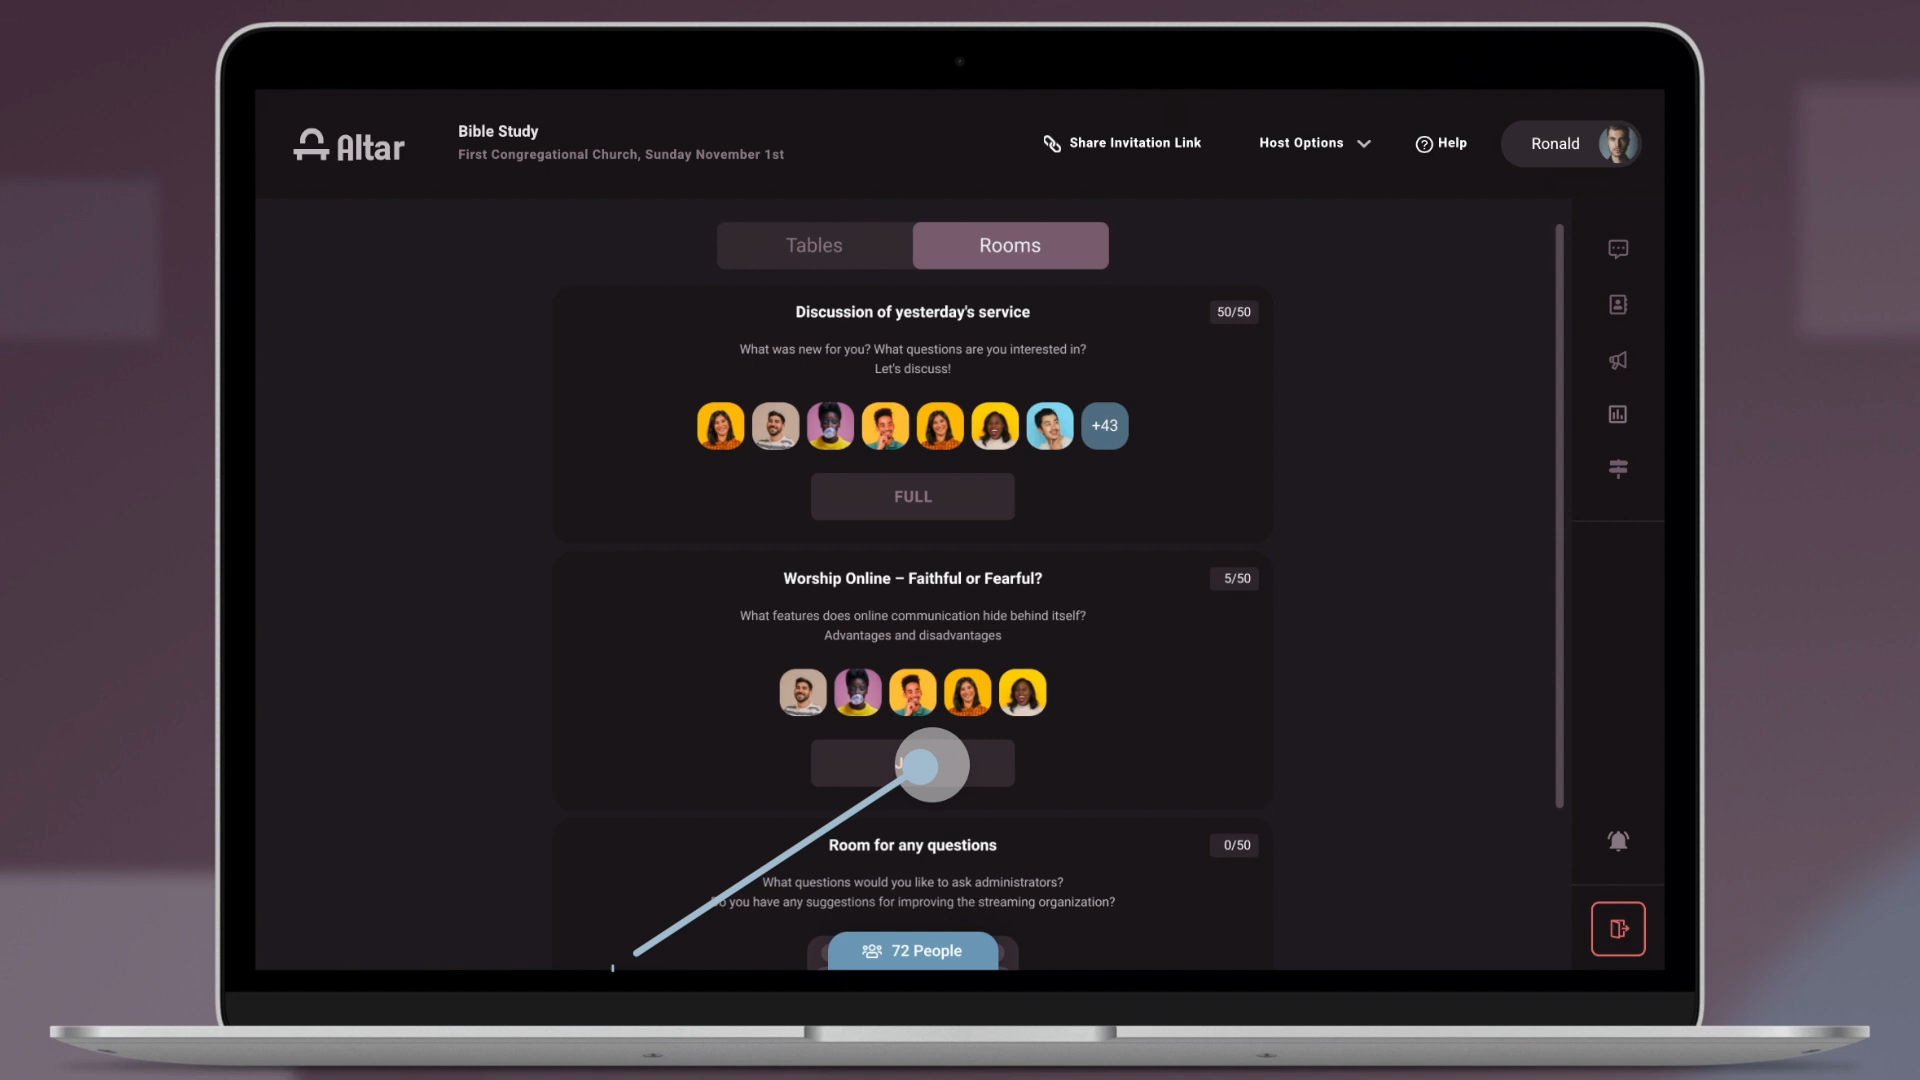 Altar
Bible Study
First Congregational Church, Sunday November 1st
Share Invitation Link
Host Options
Help
Ronald
Tables
Rooms
Discussion of yesterday's service
50/50
What was new for you? What questions are you interested in?
Let's discuss!
+43
FULL
Worship Online – Faithful or Fearful?
5/50
What features does online communication hide behind itself?
Advantages and disadvantages
Room for any questions
0/50
What questions would you like to ask administrators?
you have any suggestions for improving the streaming organization?
72 People